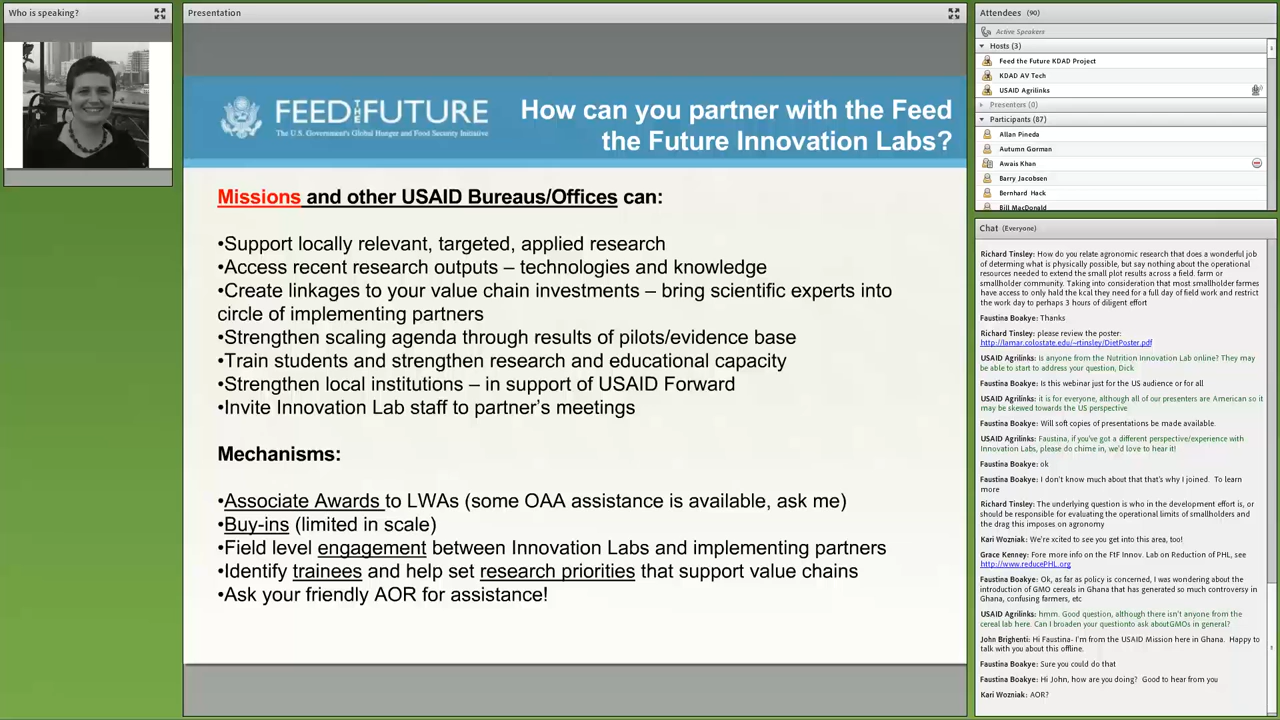 Who is speaking?
Presentation
FEED THE FUTURE
The U.S. Government's Global Hunger and Food Security Initiative
How can you partner with the Feed
the Future Innovation Labs?
Missions and other USAID Bureaus/Offices can:
•Support locally relevant, targeted, applied research
•Access recent research outputs – technologies and knowledge
•Create linkages to your value chain investments – bring scientific experts into
circle of implementing partners
•Strengthen scaling agenda through results of pilots/evidence base
•Train students and strengthen research and educational capacity
•Strengthen local institutions – in support of USAID Forward
•Invite Innovation Lab staff to partner's meetings
Mechanisms:
•Associate Awards to LWAs (some OAA assistance is available, ask me)
•Buy-ins (limited in scale)
•Field level engagement between Innovation Labs and implementing partners
•Identify trainees and help set research priorities that support value chains
•Ask your friendly AOR for assistance!
Attendees (90)
Active Speakers
Hosts (3)
Feed the Future KDAD Project
KDAD AV Tech
USAID Agrilinks
Presenters (0)
Participants (87)
Allan Pineda
Autumn Gorman
Awais Khan
Barry Jacobsen
Bernhard Hack
Bill MacDonald
Chat (Everyone)
Richard Tinsley: How do you relate agronomic research that does a wonderful job
of determing what is physically possible, but say nothing about the operational
resources needed to extend the small plot results across a field. farm or
smallholder community. Taking into consideration that most smallholder farmes
have access to only hald the kcal they need for a full day of field work and restrict
the work day to perhaps 3 hours of diligent effort
Faustina Boakye: Thanks
Richard Tinsley: please review the poster:
http://lamar.colostate.edu/~rtinsley/DietPoster.pdf
USAID Agrilinks: Is anyone from the Nutrition Innovation Lab online? They may
be able to start to address your question, Dick
Faustina Boakye: Is this webinar just for the US audience or for all
USAID Agrilinks: it is for everyone, although all of our presenters are American so it
may be skewed towards the US perspective
Faustina Boakye: Will soft copies of presentations be made available.
USAID Agrilinks: Faustina, if you've got a different perspective/experience with
Innovation Labs, please do chime in, we'd love to hear it!
Faustina Boakye: ok
Faustina Boakye: I don't know much about that that's why I joined. To learn
more
Richard Tinsley: The underlying question is who in the development effort is, or
should be responsible for evaluating the operational limits of smallholders and
the drag this imposes on agronomy
Kari Wozniak: We're xcited to see you get into this area, too!
Grace Kenney: Fore more info on the FtF Innov. Lab on Reduction of PHL, see
http://www.reducePHL.org
Faustina Boakye: Ok, as far as policy is concerned, I was wondering about the
introduction of GMO cereals in Ghana that has generated so much controversy in
Ghana, confusing farmers, etc
USAID Agrilinks: hmm. Good question, although there isn't anyone from the
cereal lab here. Can I broaden your questionto ask aboutGMOs in general?
John Brighenti: Hi Faustina- I'm from the USAID Mission here in Ghana. Happy to
talk with you about this offline.
Faustina Boakye: Sure you could do that
Faustina Boakye: Hi John, how are you doing? Good to hear from you
Kari Wozniak: AOR?